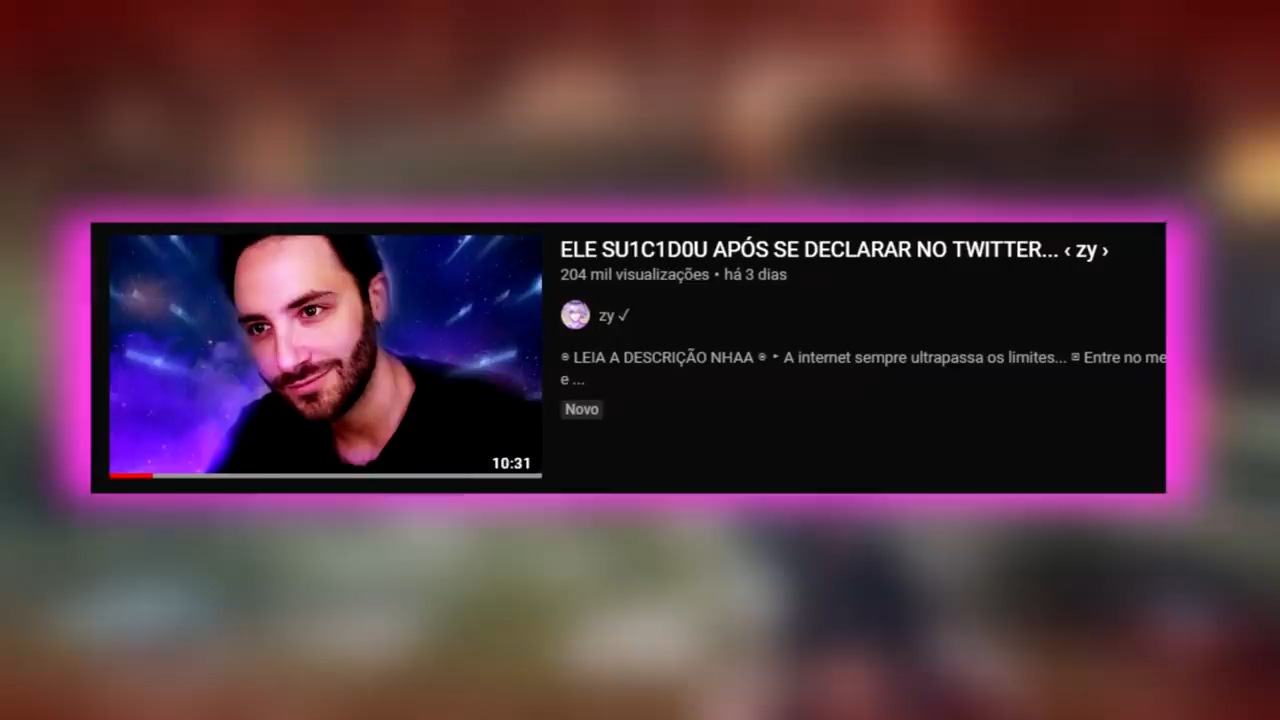 ELE SU1C1D0U APÓS SE DECLARAR NO TWITTER... ‹ zy ›
204 mil visualizações • há 3 dias
zy ✓
⍟ LEIA A DESCRIÇÃO NHAA ⍟ ‣ A internet sempre ultrapassa os limites... ⊠ Entre no me
e ...
Novo
10:31